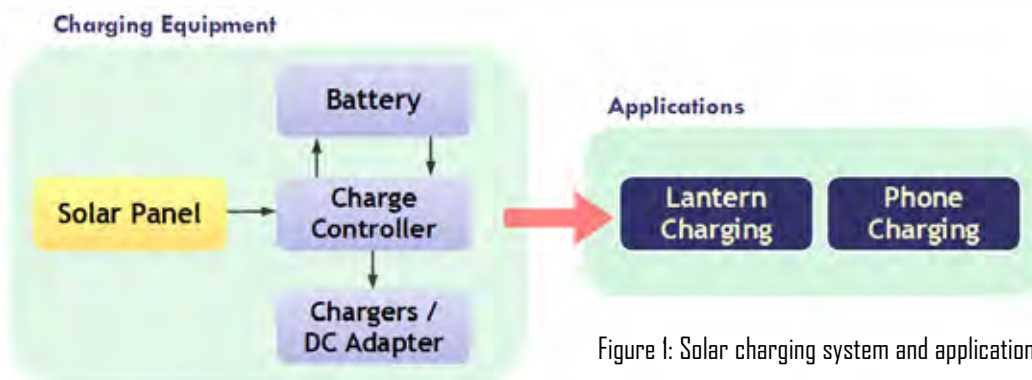 Charging Equipment
Battery
Solar Panel
Charge
Controller
Chargers /
DC Adapter
Applications
Lantern
Charging
Phone
Charging
Figure 1: Solar charging system and application